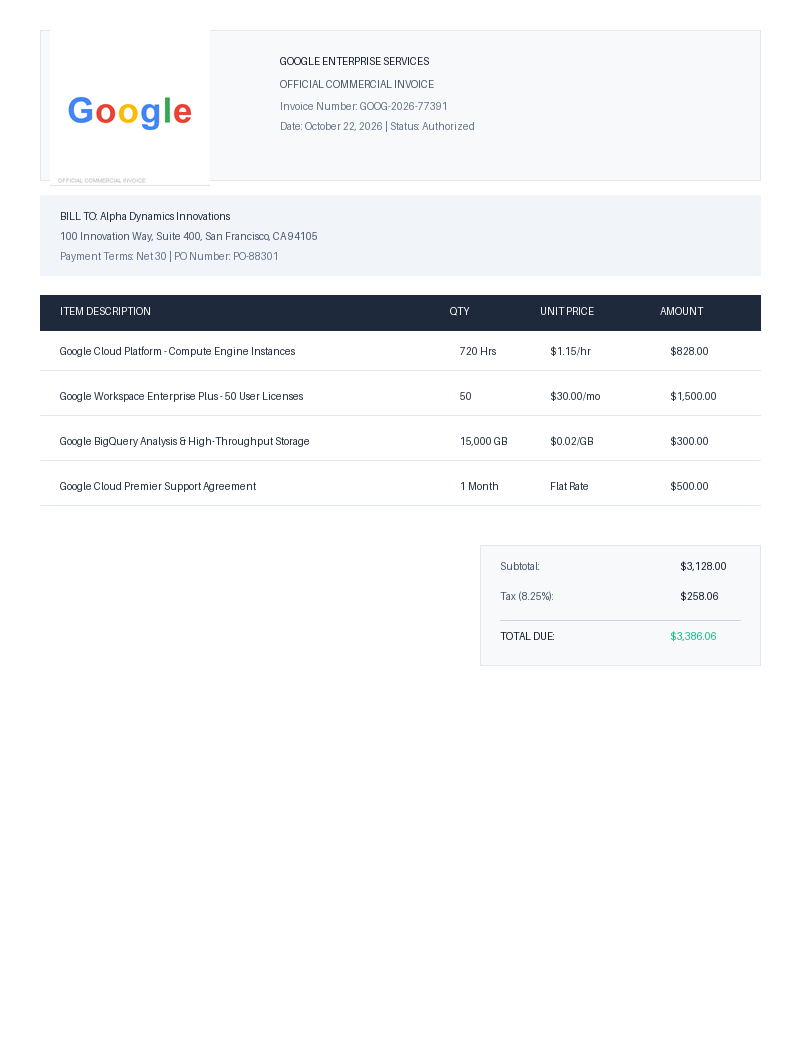 Google
OFFICIAL COMMERCIAL INVOICE
GOOGLE ENTERPRISE SERVICES
OFFICIAL COMMERCIAL INVOICE
Invoice Number: GOOG-2026-77391
Date: October 22, 2026 | Status: Authorized
BILL TO: Alpha Dynamics Innovations
100 Innovation Way, Suite 400, San Francisco, CA 94105
Payment Terms: Net 30 | PO Number: PO-88301
ITEM DESCRIPTION QTY UNIT PRICE AMOUNT
Google Cloud Platform - Compute Engine Instances 720 Hrs $1.15/hr $828.00
Google Workspace Enterprise Plus - 50 User Licenses 50 $30.00/mo $1,500.00
Google BigQuery Analysis & High-Throughput Storage 15,000 GB $0.02/GB $300.00
Google Cloud Premier Support Agreement 1 Month Flat Rate $500.00
Subtotal: $3,128.00
Tax (8.25%): $258.06
TOTAL DUE: $3,386.06